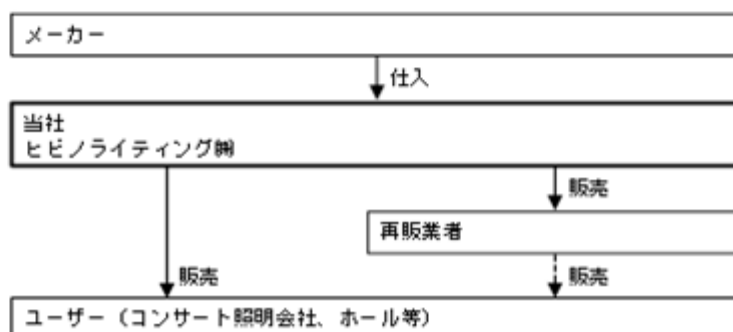 メーカー
仕入
当社
ヒビノライティング㈱
販売
再販業者
販売
販売
ユーザー（コンサート照明会社、ホール等）